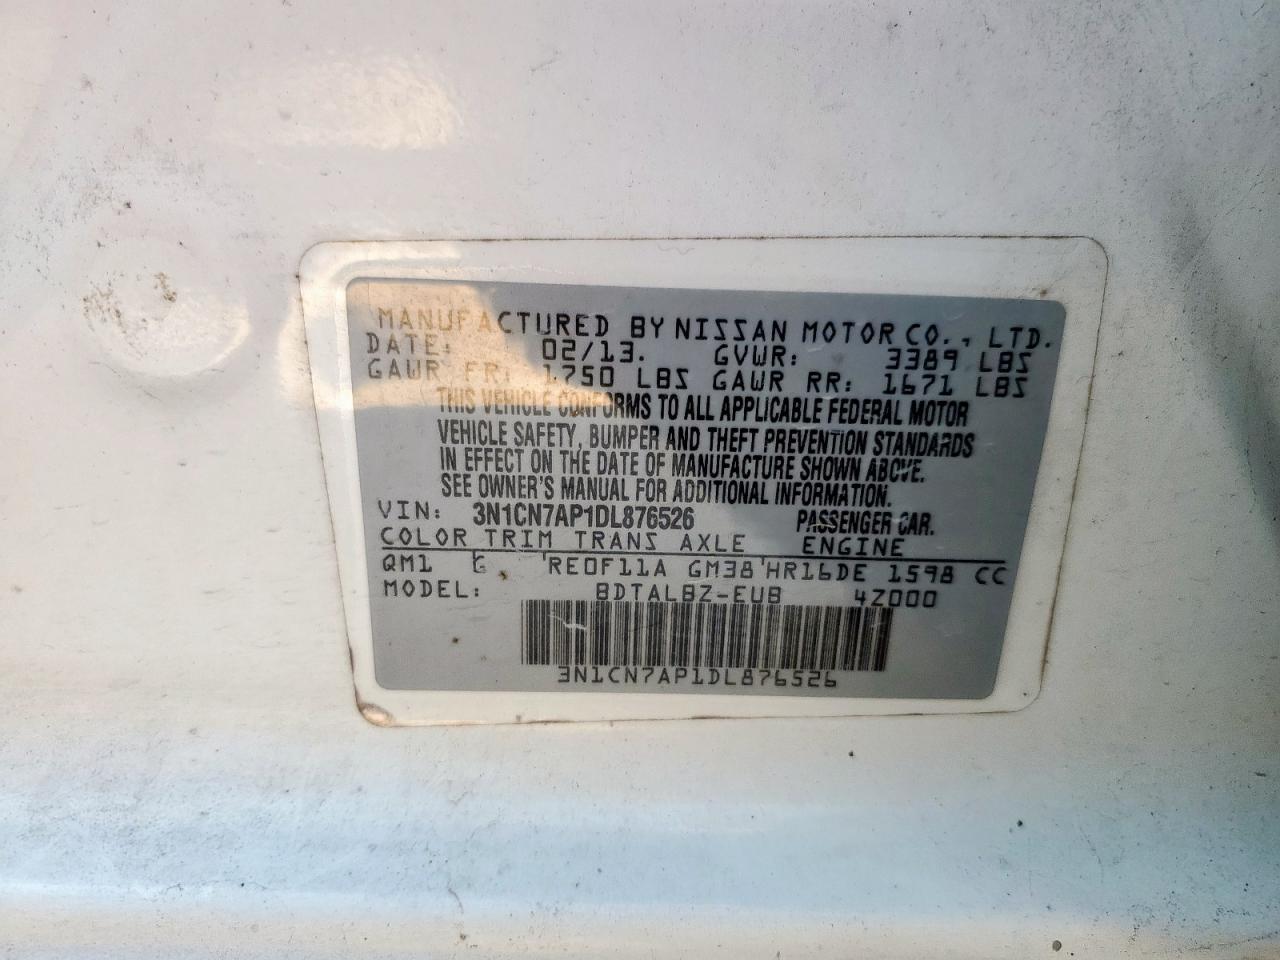 MANUFACTURED BY NISSAN MOTOR CO., LTD.
DATE: 02/13. GVWR: 3389 LBS
GAWR FR: 1750 LBS GAWR RR: 1671 LBS
THIS VEHICLE CONFORMS TO ALL APPLICABLE FEDERAL MOTOR
VEHICLE SAFETY, BUMPER AND THEFT PREVENTION STANDARDS
IN EFFECT ON THE DATE OF MANUFACTURE SHOWN ABOVE.
SEE OWNER'S MANUAL FOR ADDITIONAL INFORMATION.
VIN: 3N1CN7AP1DL876526 PASSENGER CAR.
COLOR TRIM TRANS AXLE ENGINE
QM1 G RE0F11A GM38 HR16DE 1598 CC
MODEL: BDTALBZ-EUB 4Z000
3N1CN7AP1DL876526